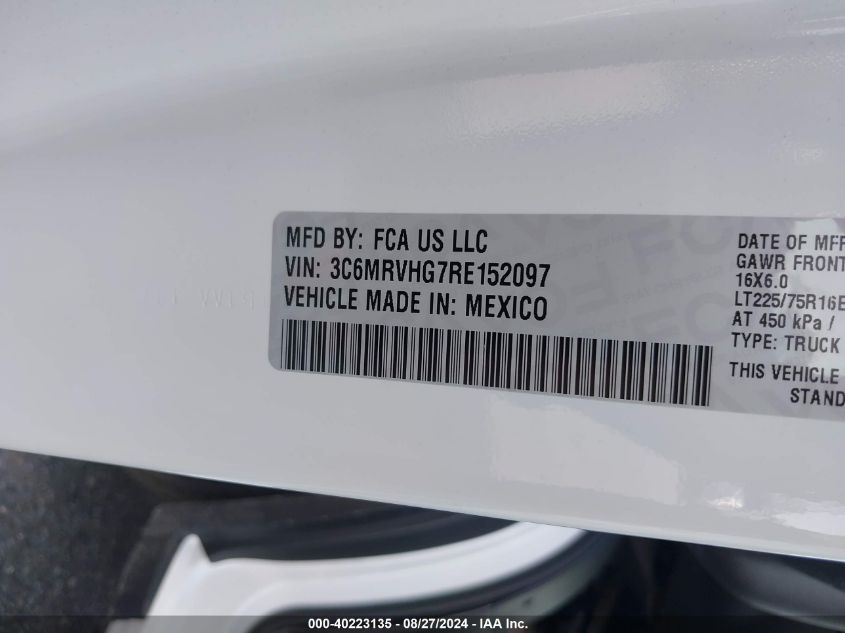 MFD BY: FCA US LLC
VIN: 3C6MRVHG7RE152097
VEHICLE MADE IN: MEXICO
DATE OF MFR
GAWR FRONT
16X6.0
LT225/75R16E
AT 450 kPa /
TYPE: TRUCK
THIS VEHICLE
STAND
000-40223135 - 08/27/2024 - IAA Inc.